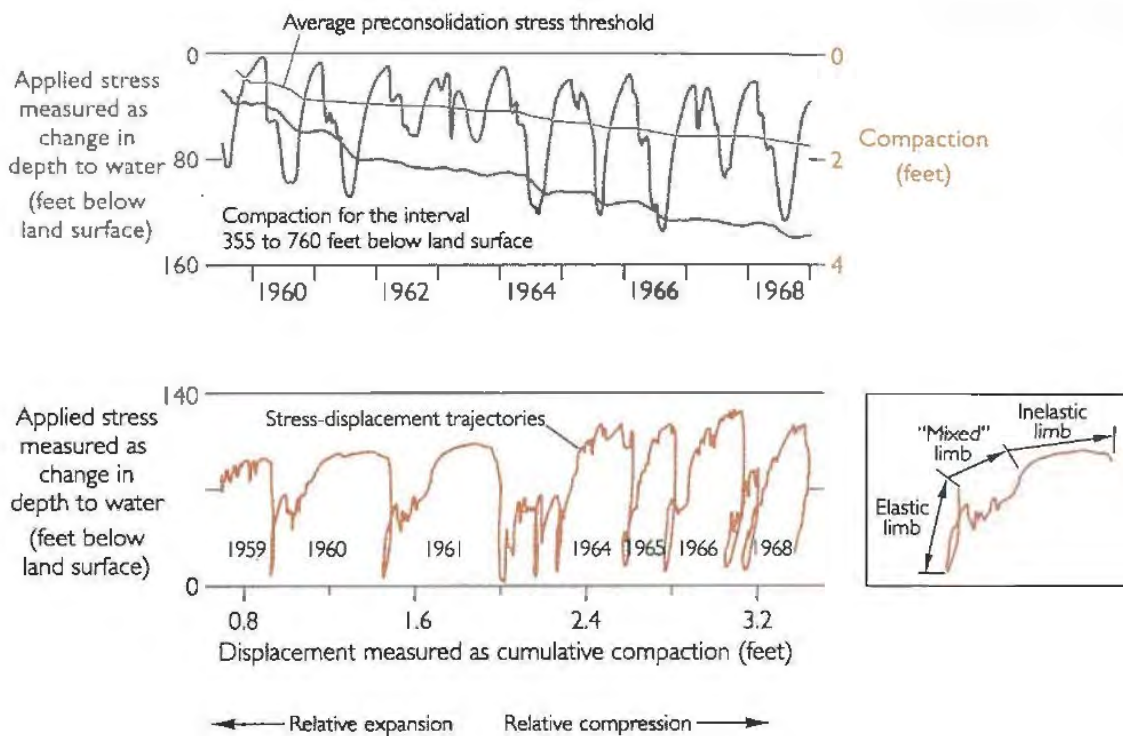 Average preconsolidation stress threshold
0
Applied stress
measured as
change in
depth to water
(feet below
land surface)
80
160
0
2
4
Compaction
(feet)
Compaction for the interval
355 to 760 feet below land surface
1960
1962
1964
1966
1968
140
Applied stress
measured as
change in
depth to water
(feet below
land surface)
0
Stress-displacement trajectories
1959
1960
1961
1964
1965
1966
1968
0.8
1.6
2.4
3.2
Displacement measured as cumulative compaction (feet)
Relative expansion
Relative compression
"Mixed"
limb
Inelastic
limb
Elastic
limb